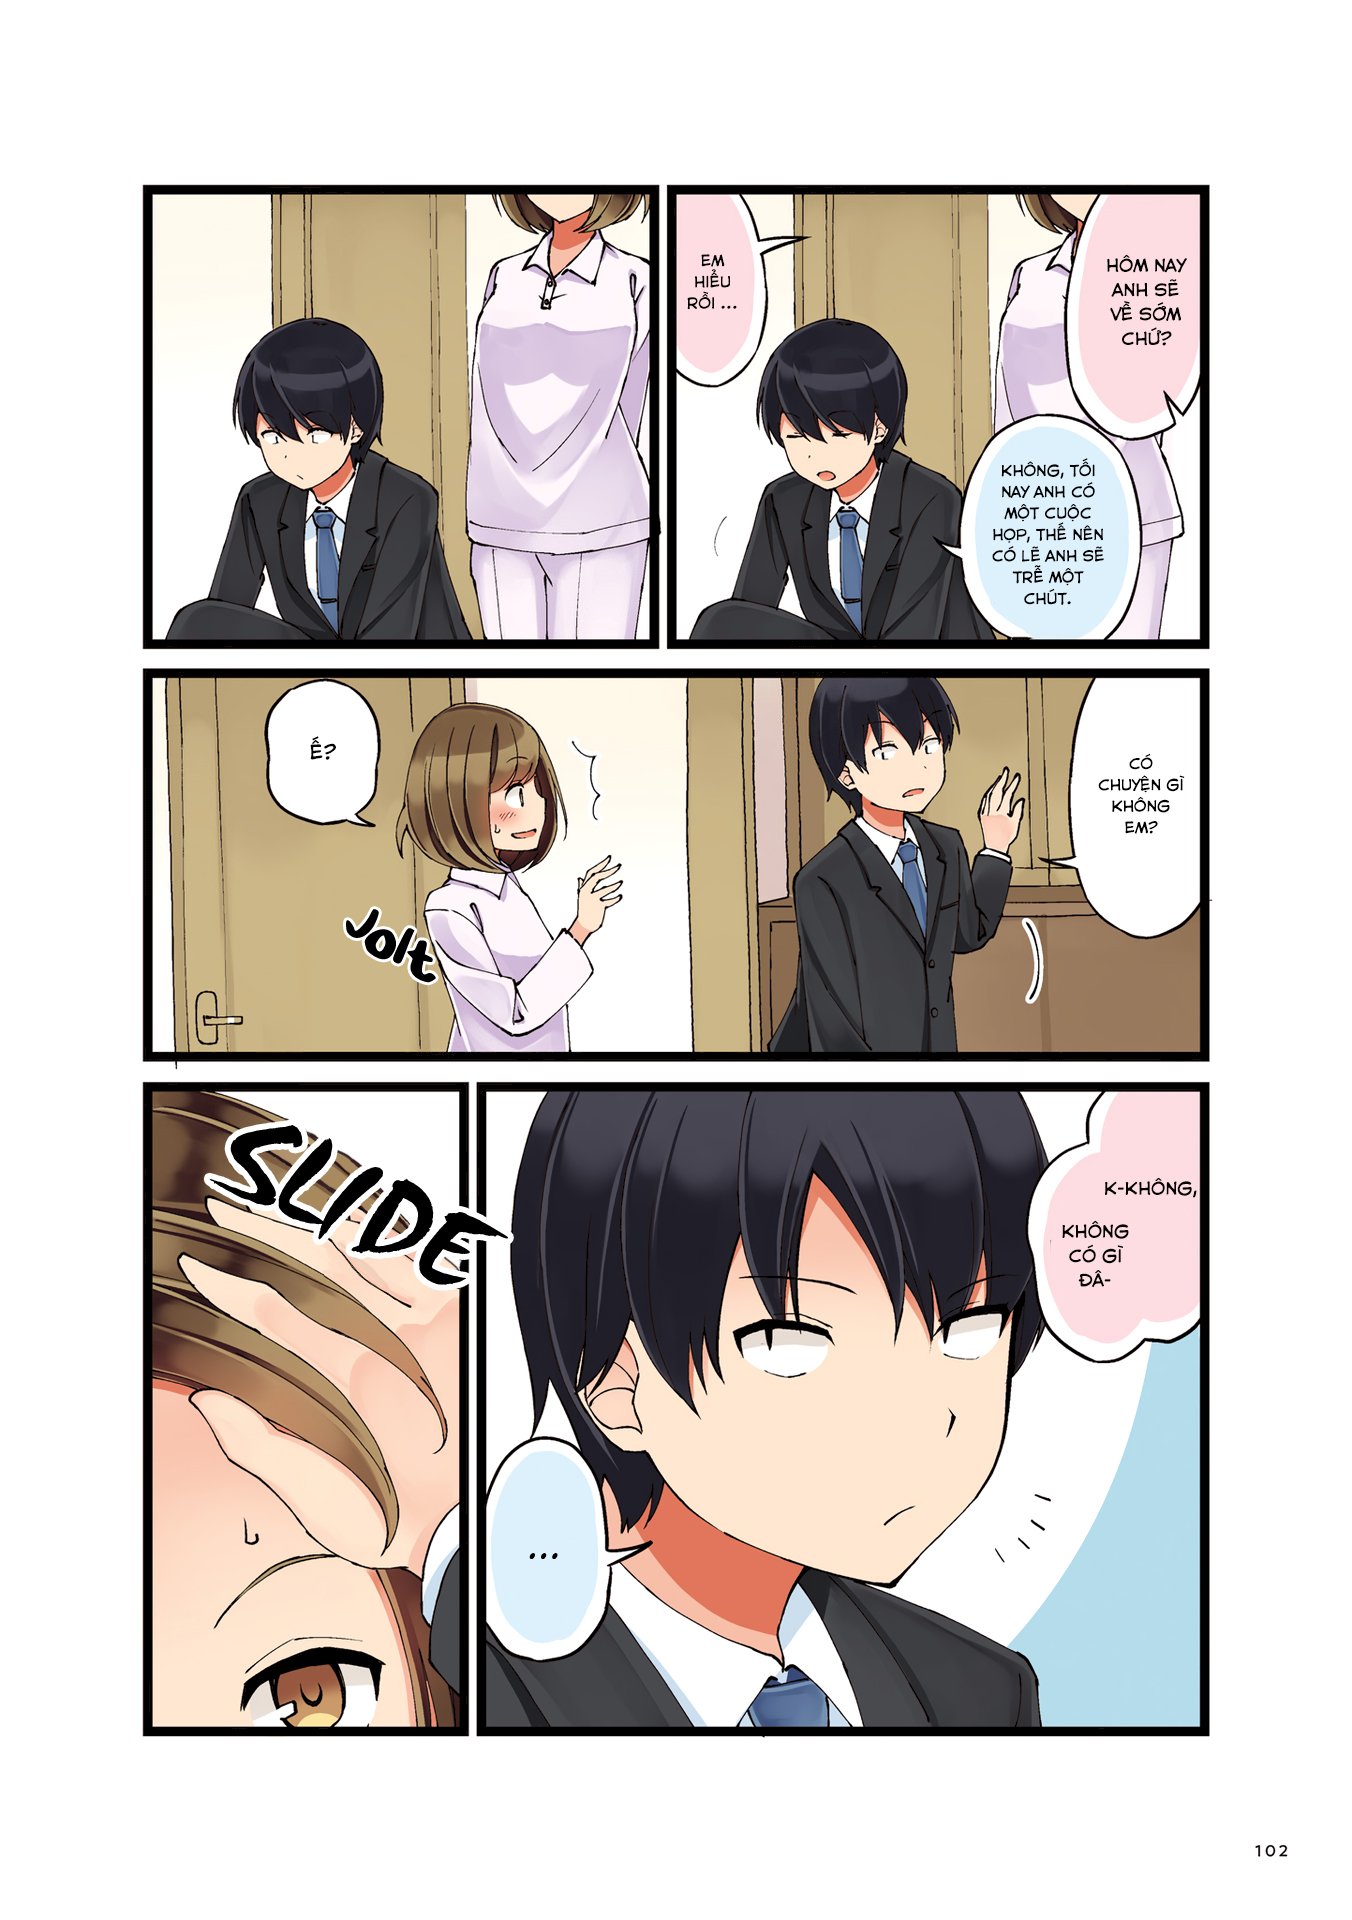 HÔM NAY
ANH SẼ
VỀ SỚM
CHỨ?
KHÔNG, TỐI
NAY ANH CÓ
MỘT CUỘC
HỌP, THẾ NÊN
CÓ LẼ ANH SẼ
TRỄ MỘT
CHÚT.
EM
HIỂU
RỒI ...
CÓ
CHUYỆN GÌ
KHÔNG
EM?
Ế?
Jolt
K-KHÔNG,
KHÔNG
CÓ GÌ
ĐÂ-
...
SLIDE
102